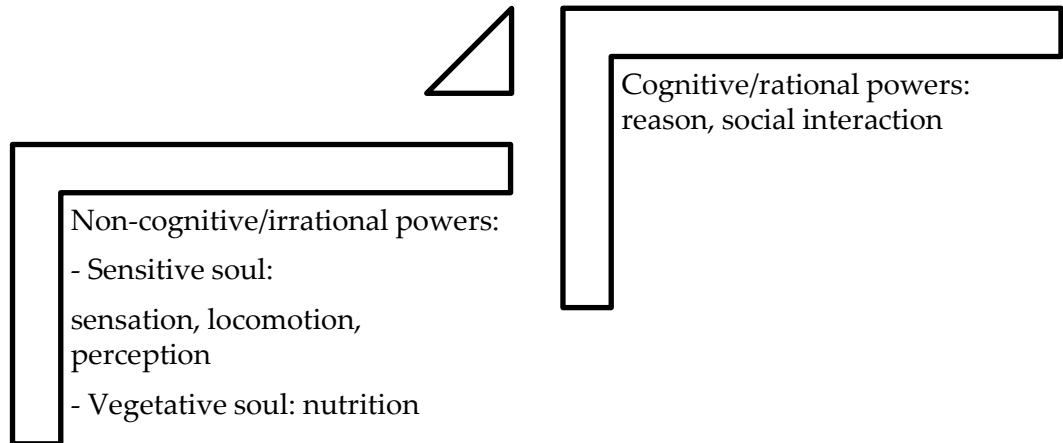 Cognitive/rational powers:
reason, social interaction
Non-cognitive/irrational powers:
- Sensitive soul:
sensation, locomotion,
perception
- Vegetative soul: nutrition